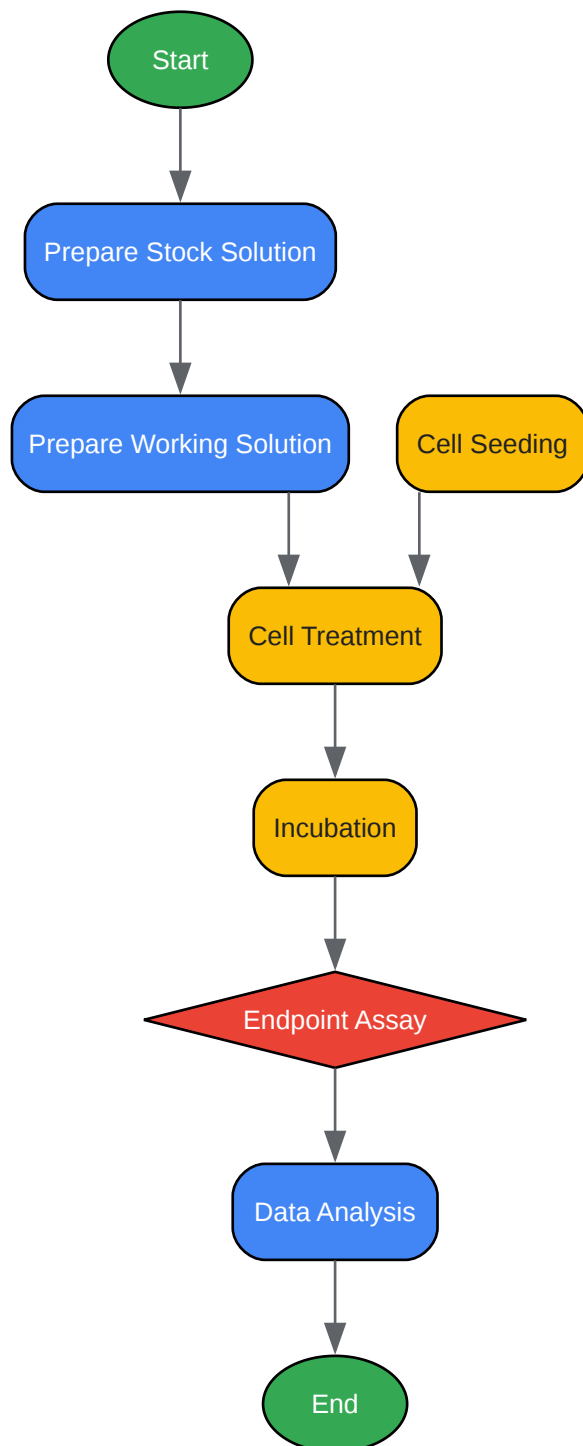 Start
Prepare Stock Solution
Prepare Working Solution
Cell Seeding
Cell Treatment
Incubation
Endpoint Assay
Data Analysis
End